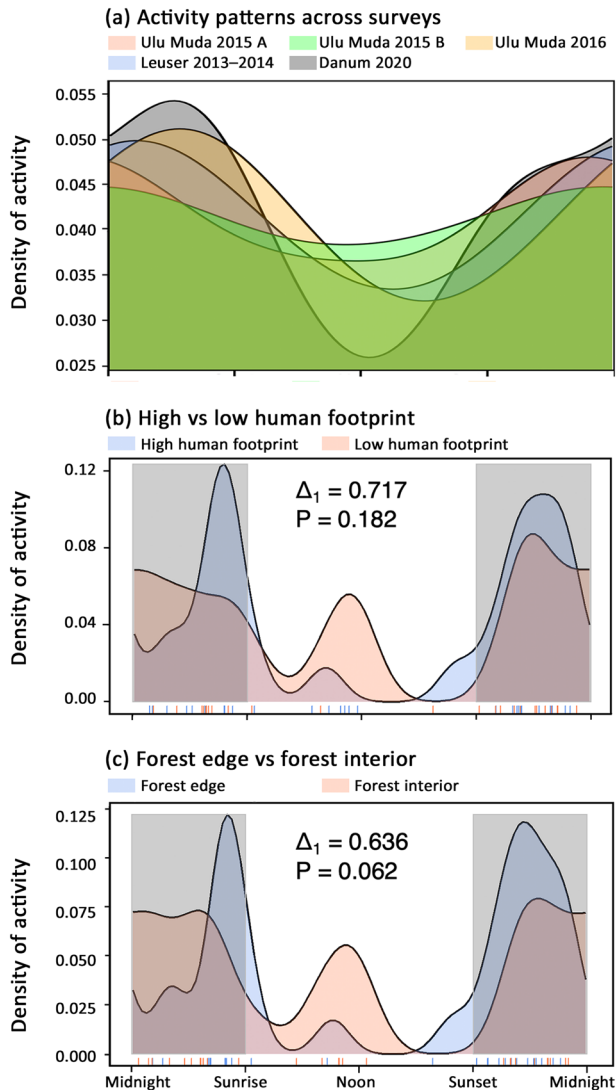 (a) Activity patterns across surveys
Ulu Muda 2015 A
Ulu Muda 2015 B
Ulu Muda 2016
Leuser 2013–2014
Danum 2020
Density of activity
0.055
0.050
0.045
0.040
0.035
0.030
0.025
(b) High vs low human footprint
High human footprint
Low human footprint
Density of activity
0.12
0.08
0.04
0.00
Δ₁ = 0.717
P = 0.182
(c) Forest edge vs forest interior
Forest edge
Forest interior
Density of activity
0.125
0.100
0.075
0.050
0.025
0.000
Δ₁ = 0.636
P = 0.062
Midnight
Sunrise
Noon
Sunset
Midnight